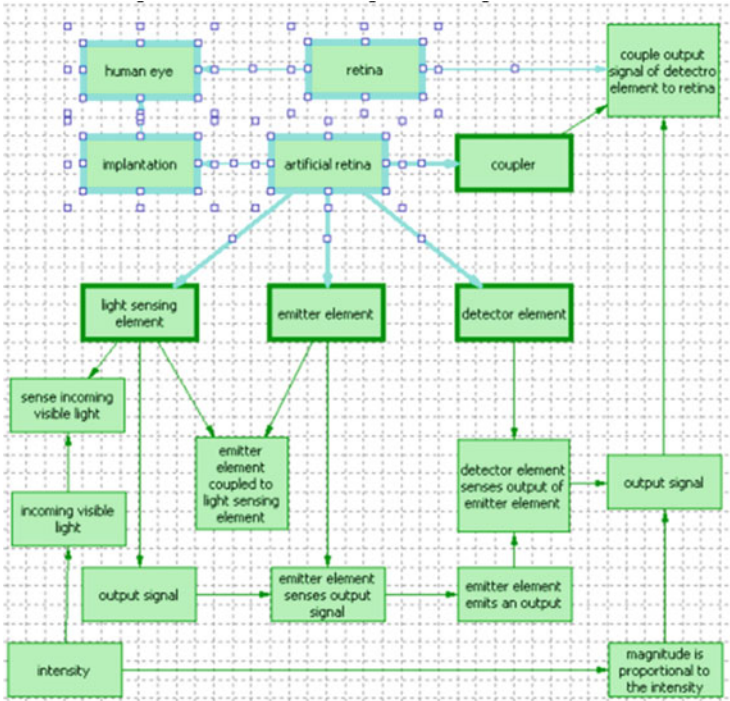 human eye
retina
couple output
signal of detectro
element to retina
implantation
artificial retina
coupler
light sensing
element
emitter element
detector element
sense incoming
visible light
emitter
element
coupled to
light sensing
element
detector element
senses output of
emitter element
output signal
incoming visible
light
output signal
emitter element
senses output
signal
emitter element
emits an output
intensity
magnitude is
proportional to
the intensity